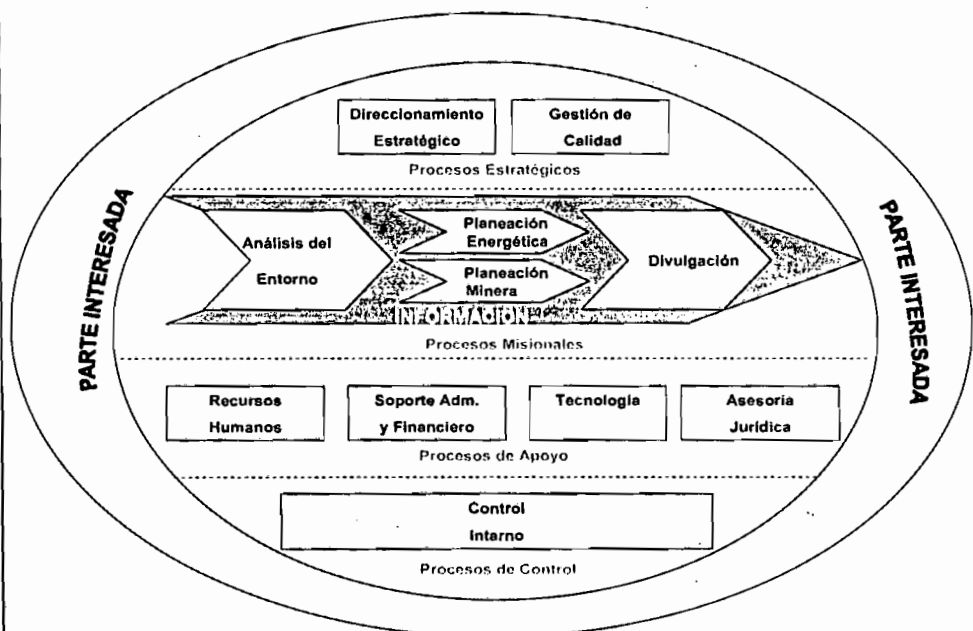 Direccionamiento
Estratégico
Gestión de
Calidad
Procesos Estratégicos
PARTE INTERESADA
Análisis del
Entorno
Planeación
Energética
Planeación
Minera
Divulgación
INFORMACIÓN
Procesos Misionales
PARTE INTERESADA
Recursos
Humanos
Soporte Adm.
y Financiero
Tecnología
Asesoría
Jurídica
Procesos de Apoyo
Control
Intarno
Procesos de Control